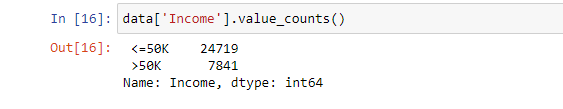 In [16]: data['Income'].value_counts()
Out[16]: <=50K 24719
>50K 7841
Name: Income, dtype: int64